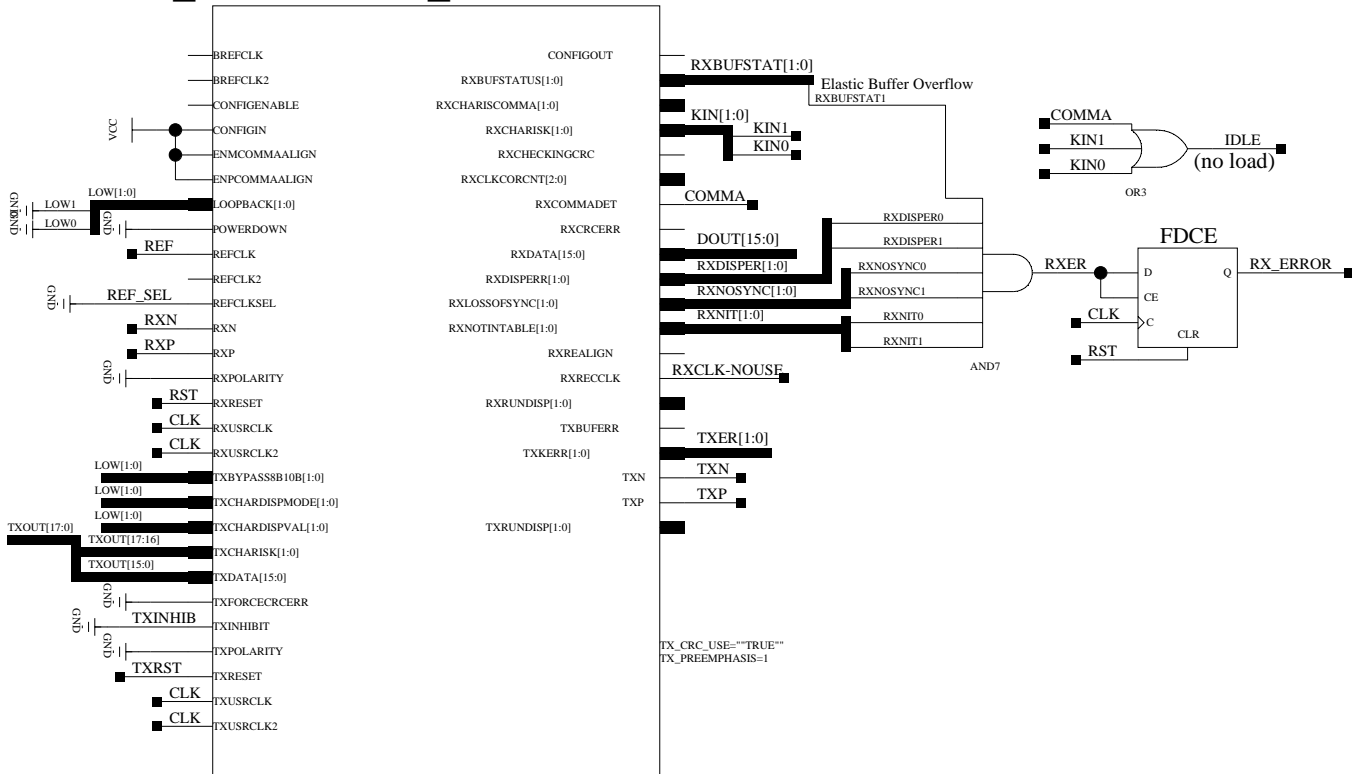 BREFCLK
BREFCLK2
CONFIGENABLE
VCC
CONFIGIN
ENMCOMMAALIGN
ENPCOMMAALIGN
LOW[1:0]
LOOPBACK[1:0]
GND
LOW1
GND
LOW0
GND
POWERDOWN
REF
REFCLK
REFCLK2
GND
REF_SEL
REFCLKSEL
RXN
RXN
RXP
RXP
GND
RXPOLARITY
RST
RXRESET
CLK
RXUSRCLK
CLK
RXUSRCLK2
LOW[1:0]
TXBYPASS8B10B[1:0]
LOW[1:0]
TXCHARDISPMODE[1:0]
LOW[1:0]
TXCHARDISPVAL[1:0]
TXOUT[17:0]
TXOUT[17:16]
TXCHARISK[1:0]
TXOUT[15:0]
TXDATA[15:0]
GND
TXFORCECRCERR
GND
TXINHIB
TXINHIBIT
GND
TXPOLARITY
TXRST
TXRESET
CLK
TXUSRCLK
CLK
TXUSRCLK2
CONFIGOUT
RXBUFSTATUS[1:0]
RXBUFSTAT[1:0]
RXCHARISCOMMA[1:0]
RXCHARISK[1:0]
KIN[1:0]
KIN1
KIN0
RXCHECKINGCRC
RXCLKCORCNT[2:0]
RXCOMMADET
COMMA
RXCRCERR
RXDATA[15:0]
DOUT[15:0]
RXDISPERR[1:0]
RXDISPER[1:0]
RXLOSSOFSYNC[1:0]
RXNOSYNC[1:0]
RXNOTINTABLE[1:0]
RXNIT[1:0]
RXREALIGN
RXRECCLK
RXCLK-NOUSE
RXRUNDISP[1:0]
TXBUFERR
TXKERR[1:0]
TXER[1:0]
TXN
TXN
TXP
TXP
TXRUNDISP[1:0]
TX_CRC_USE=""TRUE""
TX_PREEMPHASIS=1
Elastic Buffer Overflow
RXBUFSTAT1
RXDISPER0
RXDISPER1
RXNOSYNC0
RXNOSYNC1
RXNIT0
RXNIT1
AND7
RXER
COMMA
KIN1
KIN0
OR3
IDLE
(no load)
FDCE
D
Q
CE
C
CLR
CLK
RST
RX_ERROR